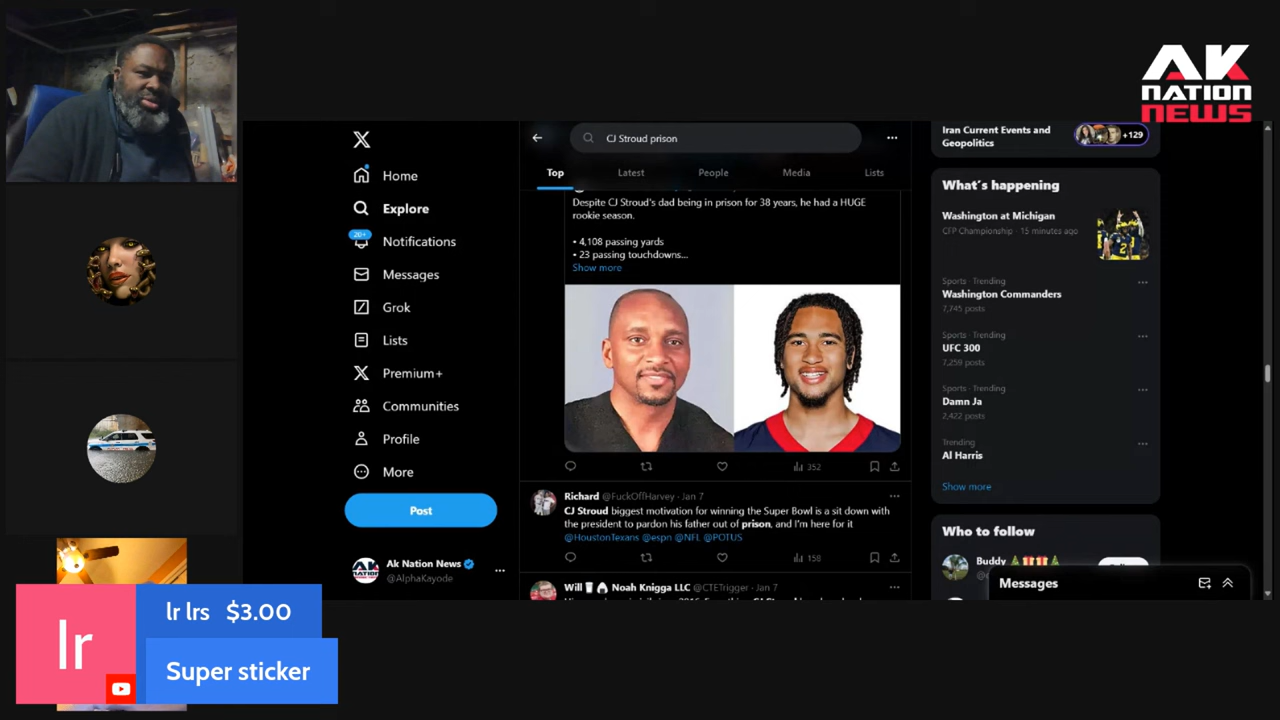 AK
NATION
NEWS
Home
Explore
20+
Notifications
Messages
Grok
Lists
Premium+
Communities
Profile
More
Post
Ak Nation News
@AlphaKayode
CJ Stroud prison
Top
Latest
People
Media
Lists
Despite CJ Stroud's dad being in prison for 38 years, he had a HUGE
rookie season.
• 4,108 passing yards
• 23 passing touchdowns...
Show more
352
Richard @FuckOffHarvey · Jan 7
CJ Stroud biggest motivation for winning the Super Bowl is a sit down with
the president to pardon his father out of prison, and I'm here for it
@HoustonTexans @espn @NFL @POTUS
158
Will Noah Knigga LLC @CTETrigger · Jan 7
Iran Current Events and
Geopolitics
+129
What's happening
Washington at Michigan
CFP Championship · 15 minutes ago
Sports · Trending
Washington Commanders
7,745 posts
Sports · Trending
UFC 300
7,259 posts
Sports · Trending
Damn Ja
2,422 posts
Trending
Al Harris
Show more
Who to follow
Buddy
Messages
lr
lr lrs $3.00
Super sticker